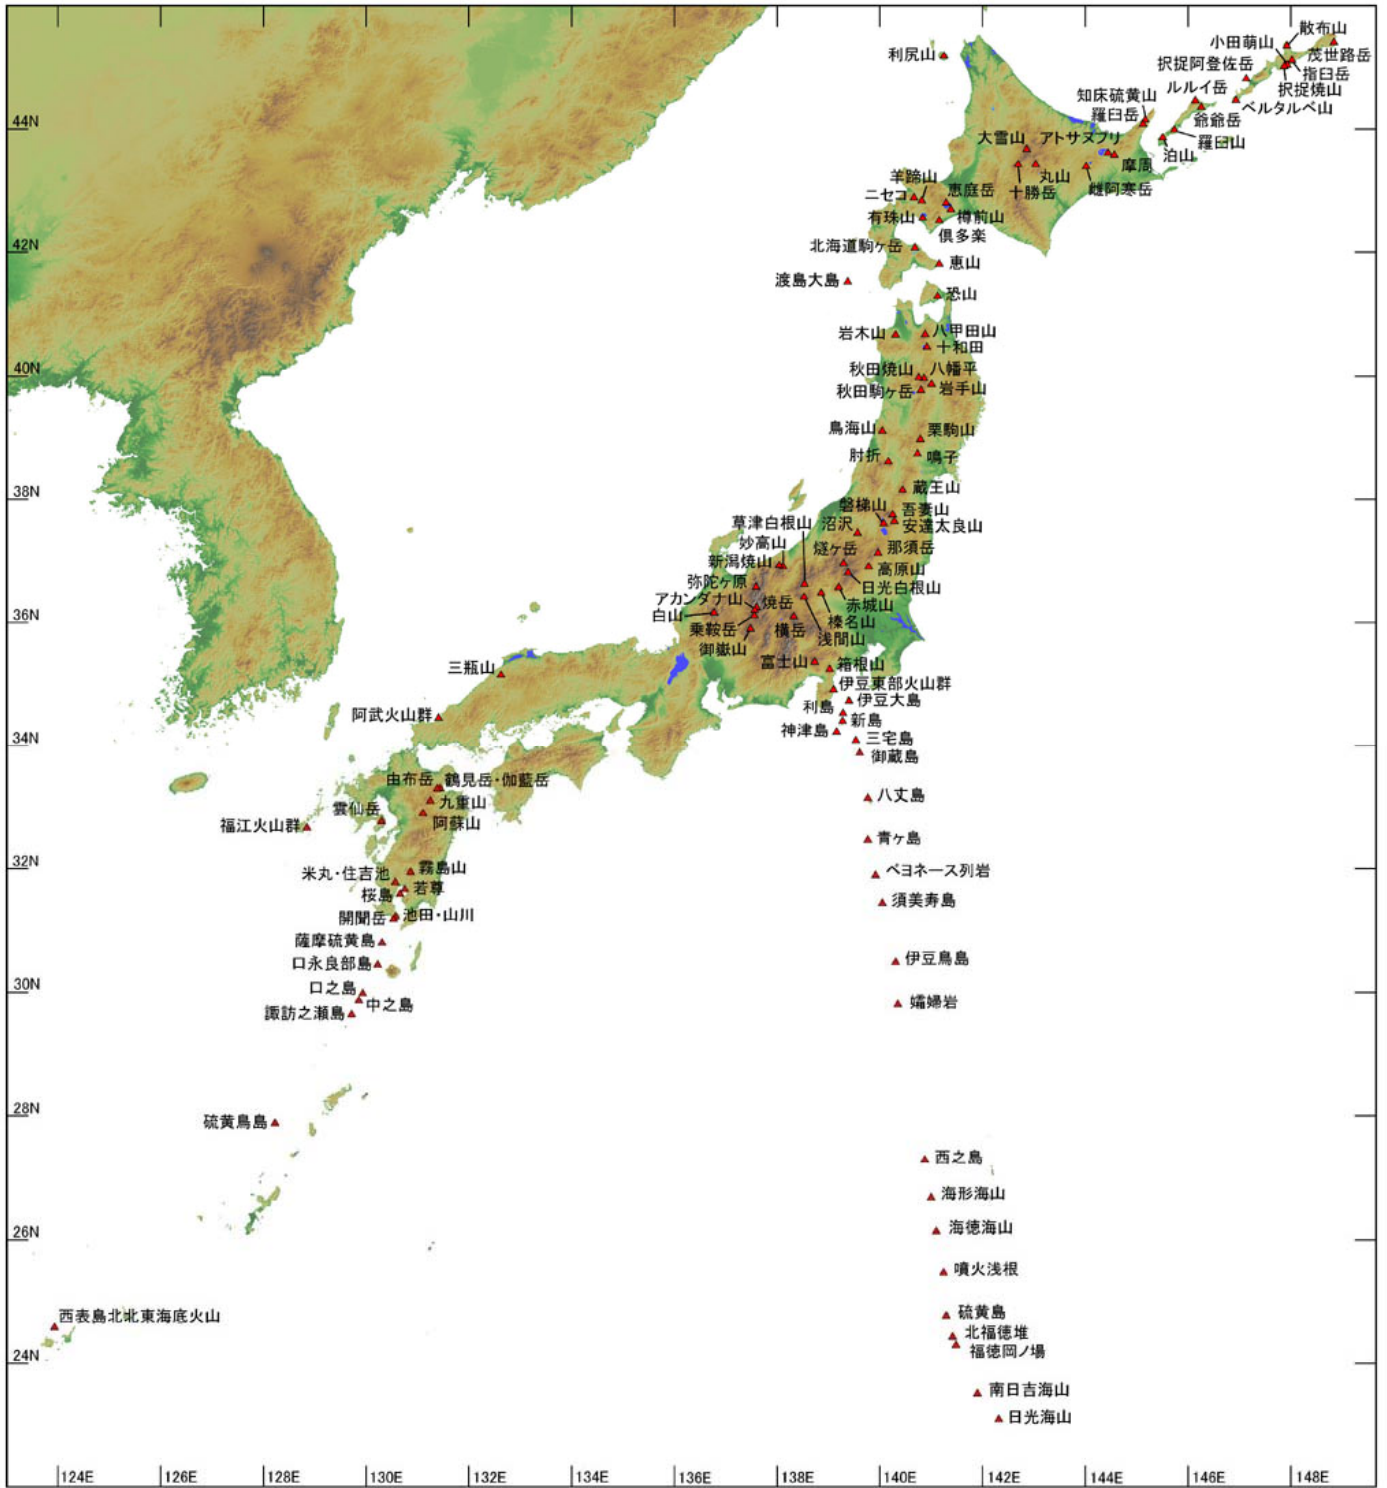 散布山
小田萌山
利尻山
茂世路岳
択捉阿登佐岳
指臼岳
択捉焼山
ルルイ岳
知床硫黄山
ベルタルベ山
羅臼岳
爺爺岳
44N
大雪山
アトサヌプリ
羅臼山
泊山
摩周
羊蹄山
丸山
恵庭岳
十勝岳
雌阿寒岳
ニセコ
有珠山
樽前山
倶多楽
北海道駒ヶ岳
42N
恵山
渡島大島
恐山
岩木山
八甲田山
十和田
40N
秋田焼山
八幡平
秋田駒ヶ岳
岩手山
鳥海山
栗駒山
肘折
鳴子
38N
蔵王山
磐梯山
吾妻山
草津白根山
沼沢
安達太良山
妙高山
燧ヶ岳
那須岳
新潟焼山
高原山
弥陀ヶ原
日光白根山
アカンダナ山
焼岳
赤城山
36N
白山
榛名山
乗鞍岳
横岳
浅間山
御嶽山
富士山
箱根山
三瓶山
伊豆東部火山群
伊豆大島
利島
阿武火山群
新島
神津島
三宅島
34N
御蔵島
由布岳
鶴見岳・伽藍岳
八丈島
九重山
雲仙岳
福江火山群
阿蘇山
青ヶ島
32N
霧島山
ベヨネース列岩
米丸・住吉池
若尊
桜島
須美寿島
開聞岳
池田・山川
薩摩硫黄島
口永良部島
伊豆鳥島
30N
口之島
中之島
孀婦岩
諏訪之瀬島
28N
硫黄鳥島
西之島
海形海山
26N
海徳海山
噴火浅根
西表島北北東海底火山
硫黄島
北福徳堆
福徳岡ノ場
24N
南日吉海山
日光海山
124E 126E 128E 130E 132E 134E 136E 138E 140E 142E 144E 146E 148E